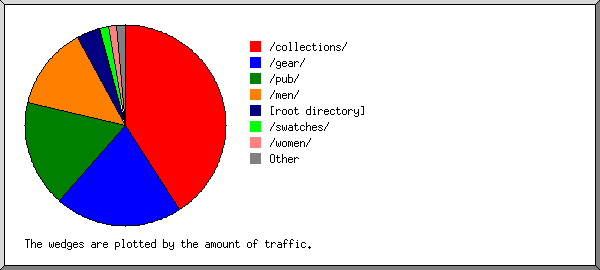 /collections/
/gear/
/pub/
/men/
[root directory]
/swatches/
/women/
Other
The wedges are plotted by the amount of traffic.